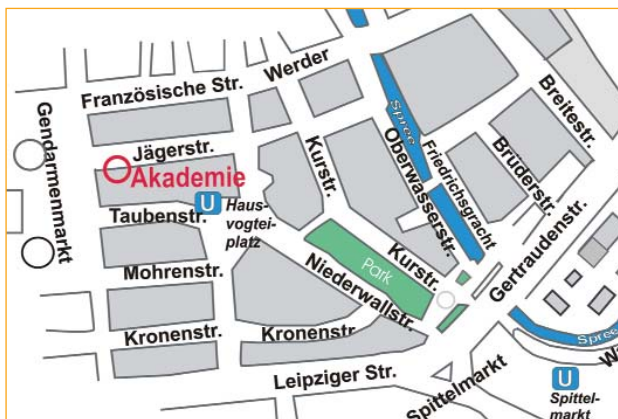 Werder
Französische Str.
Gendarmenmarkt
Jägerstr.
Akademie
Taubenstr.
U
Haus-
vogtei-
platz
Mohrenstr.
Kronenstr.
Kronenstr.
Leipziger Str.
Kurstr.
Spree
Oberwasserstr.
Friedrichsgracht
Breitestr.
Brüderstr.
Gertraudenstr.
Kurstr.
Park
Niederwallstr.
Spittelmarkt
Spree
U
Spittel-
markt